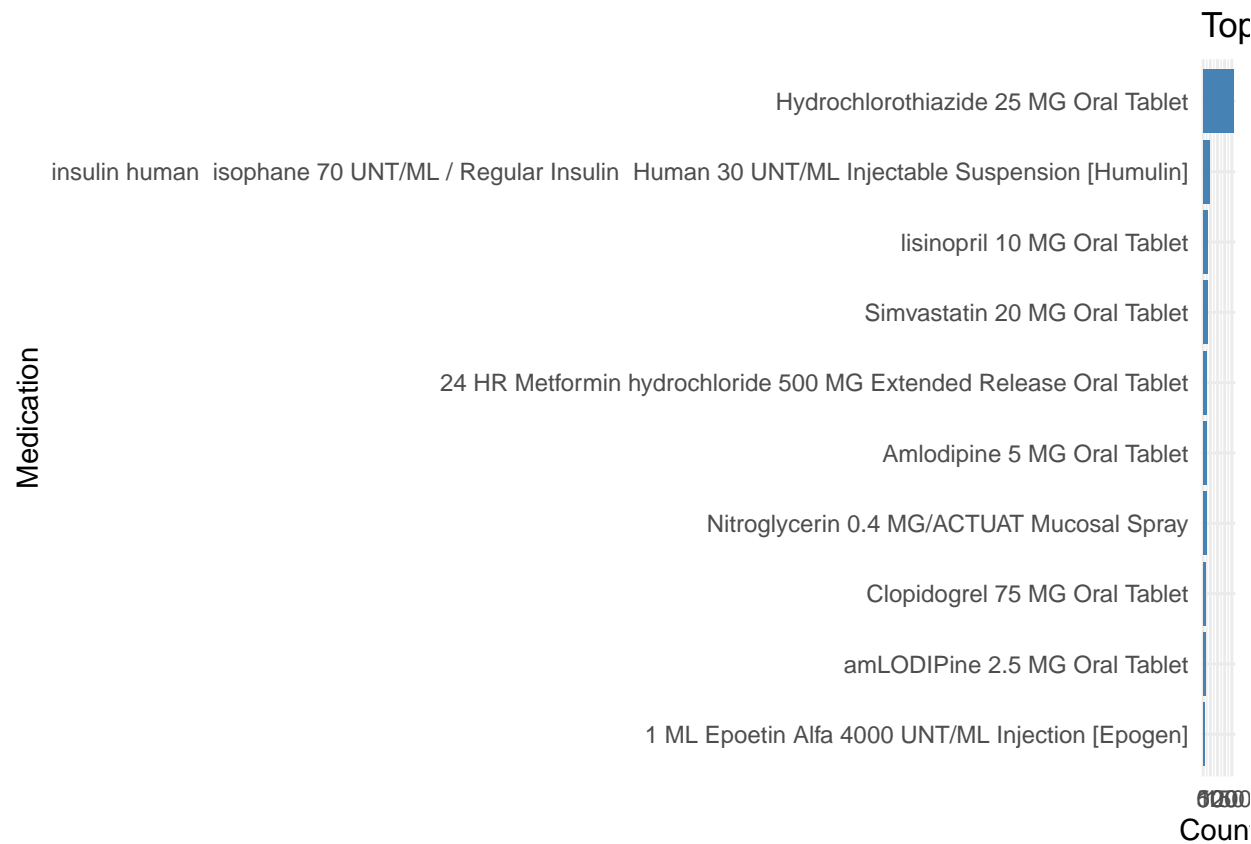 Top
Hydrochlorothiazide 25 MG Oral Tablet
insulin human  isophane 70 UNT/ML / Regular Insulin  Human 30 UNT/ML Injectable Suspension [Humulin]
lisinopril 10 MG Oral Tablet
Simvastatin 20 MG Oral Tablet
24 HR Metformin hydrochloride 500 MG Extended Release Oral Tablet
Medication
Amlodipine 5 MG Oral Tablet
Nitroglycerin 0.4 MG/ACTUAT Mucosal Spray
Clopidogrel 75 MG Oral Tablet
amLODIPine 2.5 MG Oral Tablet
1 ML Epoetin Alfa 4000 UNT/ML Injection [Epogen]
Count